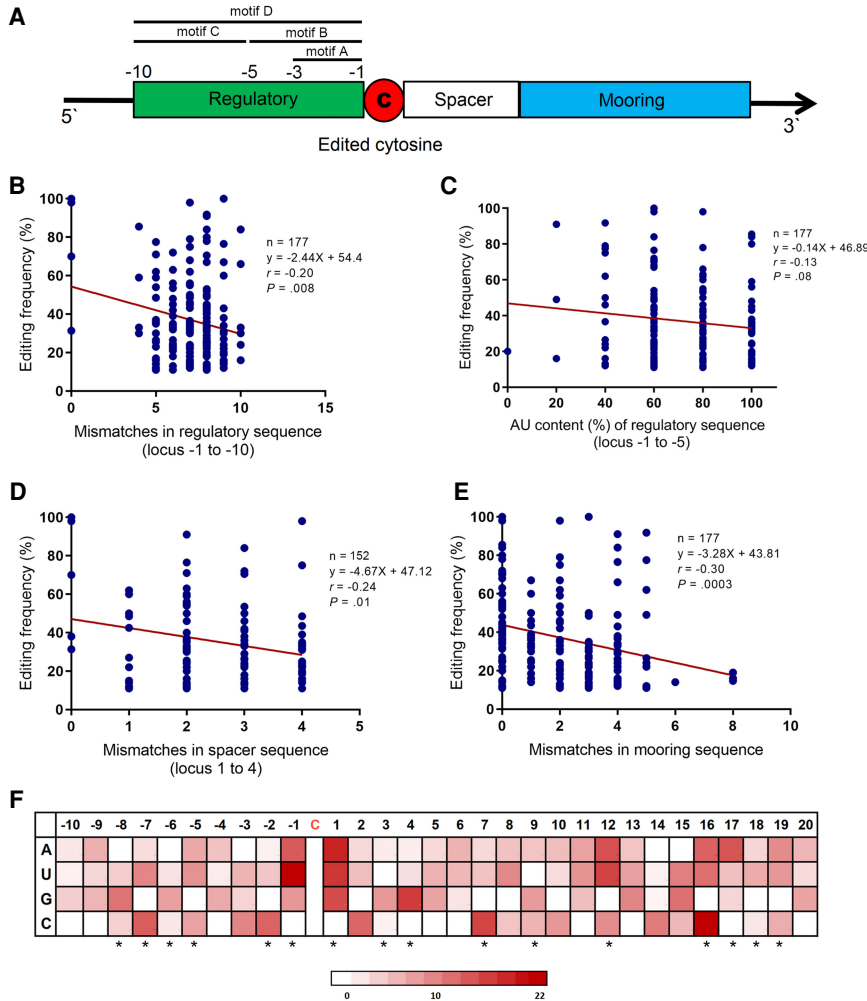 A
motif D
motif C motif B
motif A
-10 -5 -3 -1
Regulatory C Spacer Mooring
5` 3`
Edited cytosine
B
Editing frequency (%)
100
80
60
40
20
0
0 5 10 15
n = 177
y = -2.44X + 54.4
r = -0.20
P = .008
Mismatches in regulatory sequence
(locus -1 to -10)
C
Editing frequency (%)
100
80
60
40
20
0
0 20 40 60 80 100
n = 177
y = -0.14X + 46.89
r = -0.13
P = .08
AU content (%) of regulatory sequence
(locus -1 to -5)
D
Editing frequency (%)
100
80
60
40
20
0
0 1 2 3 4 5
n = 152
y = -4.67X + 47.12
r = -0.24
P = .01
Mismatches in spacer sequence
(locus 1 to 4)
E
Editing frequency (%)
100
80
60
40
20
0
0 2 4 6 8 10
n = 177
y = -3.28X + 43.81
r = -0.30
P = .0003
Mismatches in mooring sequence
F
-10 -9 -8 -7 -6 -5 -4 -3 -2 -1 C 1 2 3 4 5 6 7 8 9 10 11 12 13 14 15 16 17 18 19 20
A
U
G
C
* * * * * * * * * * * * * * * *
0 10 22